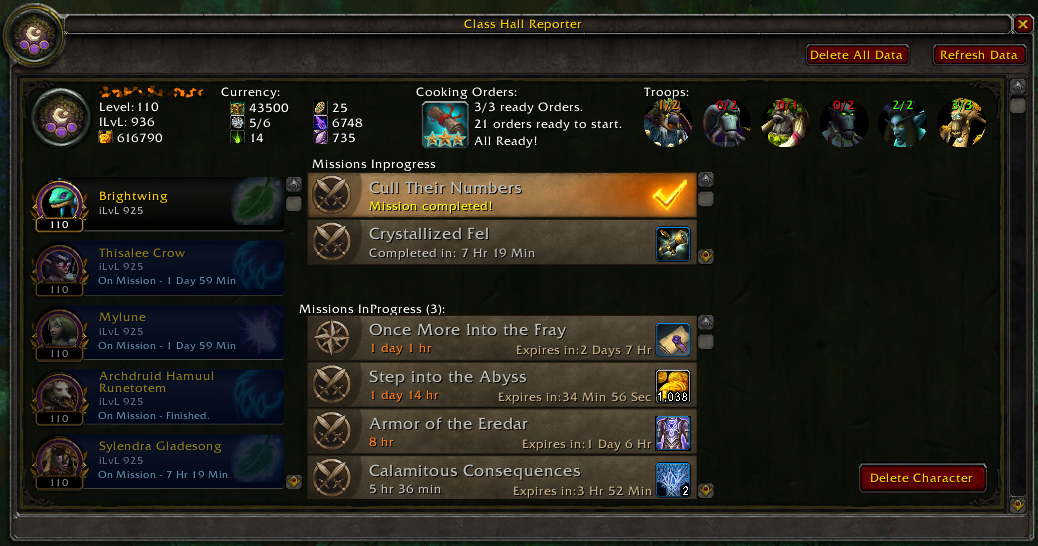 Class Hall Reporter
Delete All Data
Refresh Data
Level: 110
ILvL: 936
616790
Currency:
43500
5/6
14
25
6748
735
Cooking Orders:
3/3 ready Orders.
21 orders ready to start.
All Ready!
Troops:
1/2
0/2
0/1
0/2
2/2
3/3
Brightwing
iLvL 925
110
Thisalee Crow
iLvL 925
On Mission - 1 Day 59 Min
110
Mylune
iLvL 925
On Mission - 1 Day 59 Min
110
Archdruid Hamuul
Runetotem
iLvL 925
On Mission - Finished.
110
Sylendra Gladesong
iLvL 925
On Mission - 7 Hr 19 Min
110
Missions Inprogress
Cull Their Numbers
Mission completed!
Crystallized Fel
Completed in: 7 Hr 19 Min
Missions InProgress (3):
Once More Into the Fray
1 day 1 hr
Expires in:2 Days 7 Hr
Step into the Abyss
1 day 14 hr
Expires in:34 Min 56 Sec
1,038
Armor of the Eredar
8 hr
Expires in:1 Day 6 Hr
Calamitous Consequences
5 hr 36 min
Expires in:3 Hr 52 Min
2
Delete Character